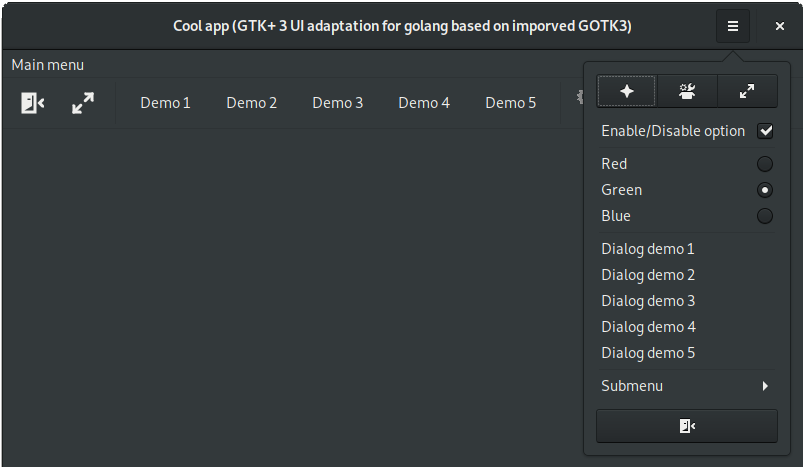 Cool app (GTK+ 3 UI adaptation for golang based on imporved GOTK3)
Main menu
Demo 1 Demo 2 Demo 3 Demo 4 Demo 5
Enable/Disable option
Red
Green
Blue
Dialog demo 1
Dialog demo 2
Dialog demo 3
Dialog demo 4
Dialog demo 5
Submenu